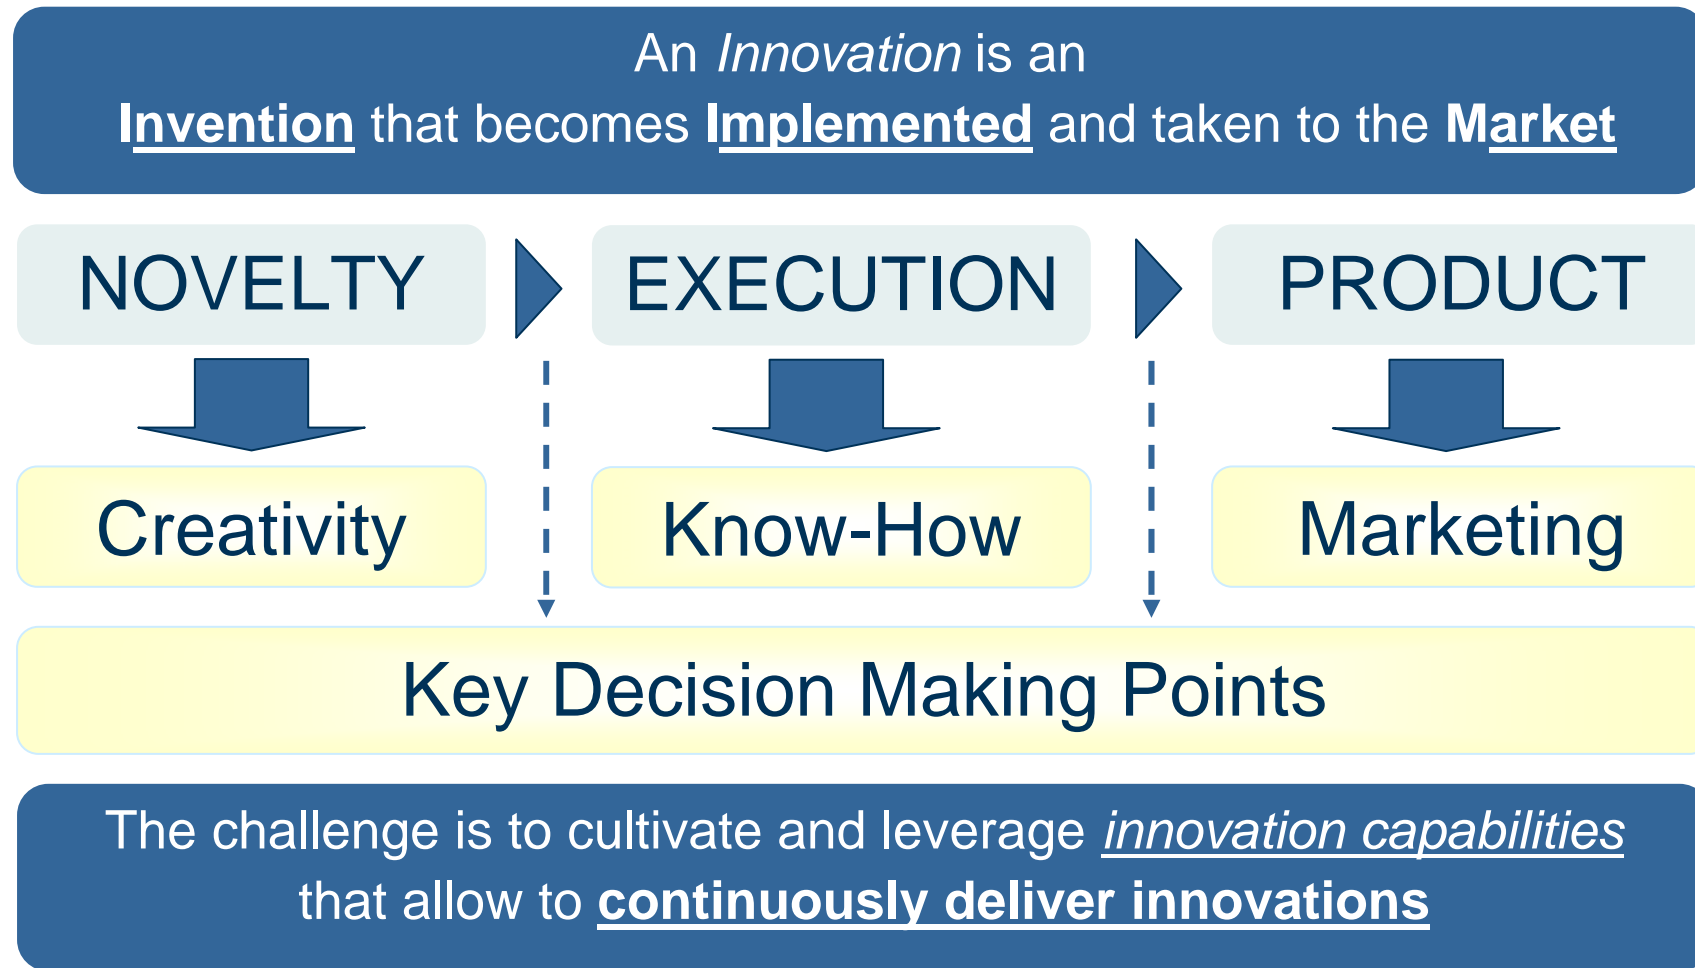 An Innovation is an
Invention that becomes Implemented and taken to the Market
NOVELTY
EXECUTION
PRODUCT
Creativity
Know-How
Marketing
Key Decision Making Points
The challenge is to cultivate and leverage innovation capabilities
that allow to continuously deliver innovations